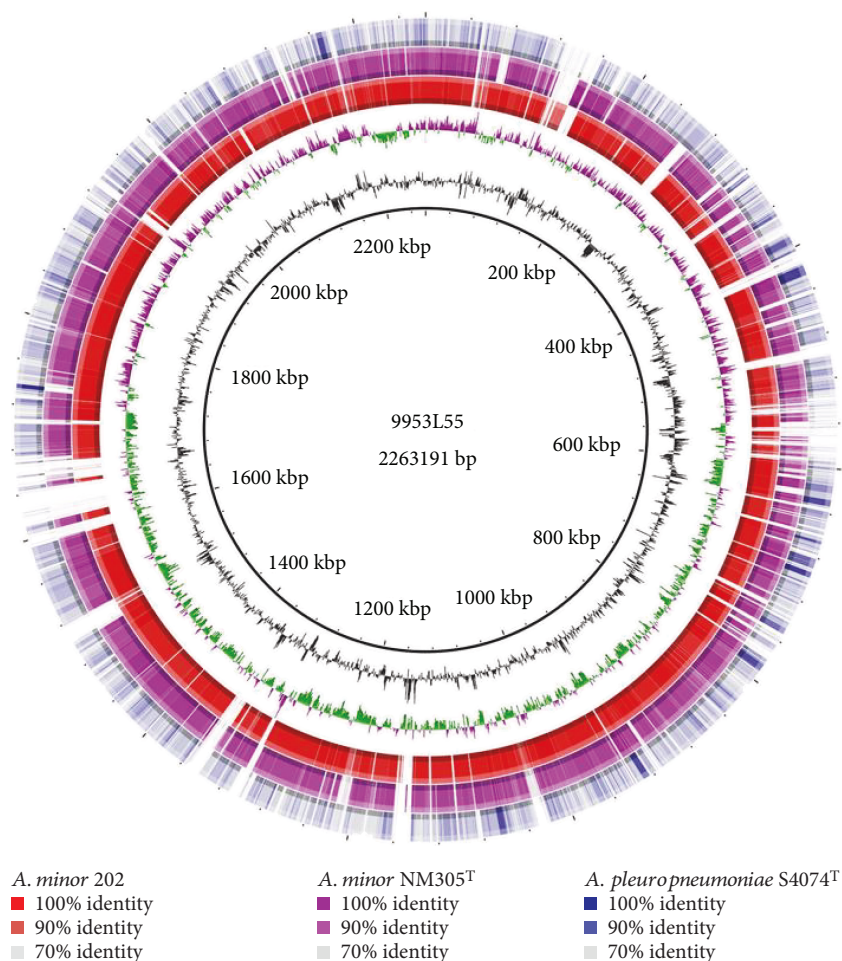 2200 kbp
200 kbp
2000 kbp
400 kbp
1800 kbp
9953L55
600 kbp
2263191 bp
1600 kbp
800 kbp
1400 kbp
1000 kbp
1200 kbp
A. minor 202
100% identity
90% identity
70% identity
A. minor NM305ᵀ
100% identity
90% identity
70% identity
A. pleuropneumoniae S4074ᵀ
100% identity
90% identity
70% identity